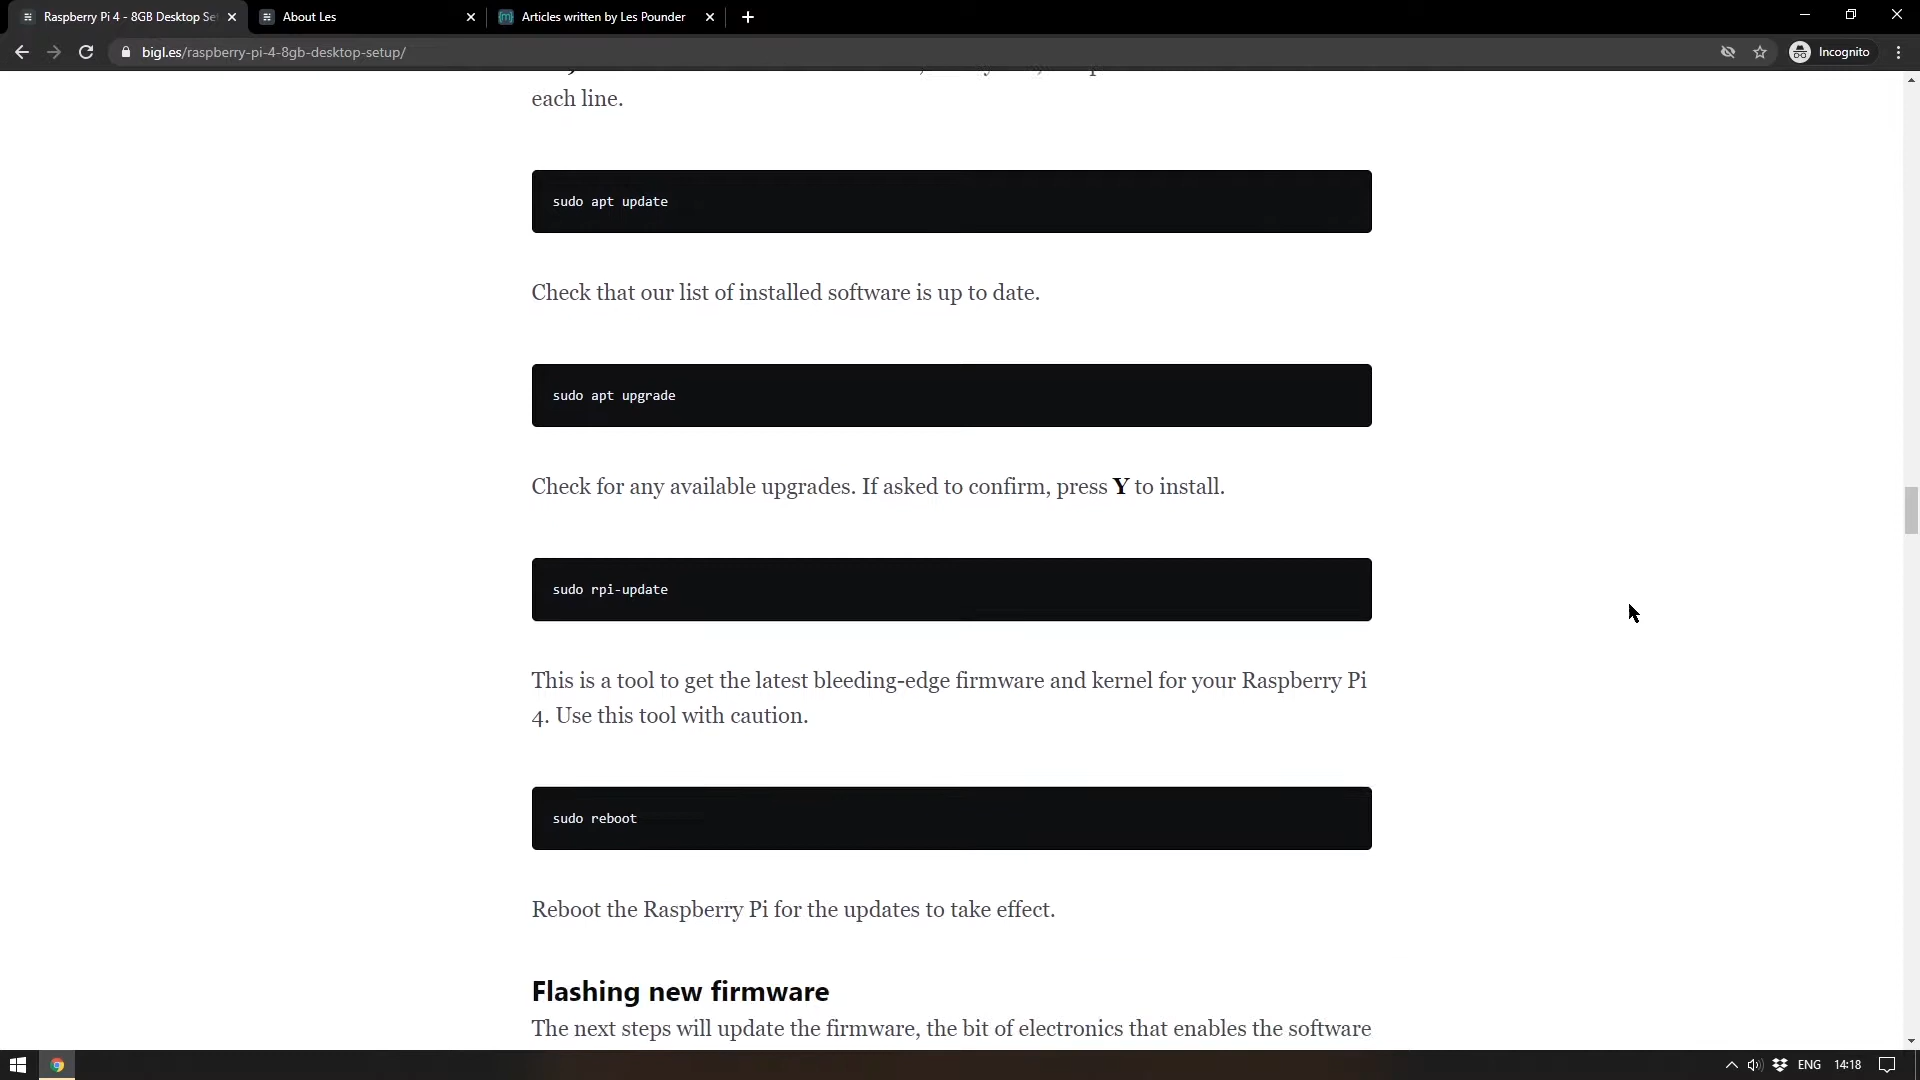 Raspberry Pi 4 - 8GB Desktop Se
About Les
Articles written by Les Pounder
bigl.es/raspberry-pi-4-8gb-desktop-setup/
Incognito
each line.
sudo apt update
Check that our list of installed software is up to date.
sudo apt upgrade
Check for any available upgrades. If asked to confirm, press Y to install.
sudo rpi-update
This is a tool to get the latest bleeding-edge firmware and kernel for your Raspberry Pi
4. Use this tool with caution.
sudo reboot
Reboot the Raspberry Pi for the updates to take effect.
Flashing new firmware
The next steps will update the firmware, the bit of electronics that enables the software
ENG
14:18